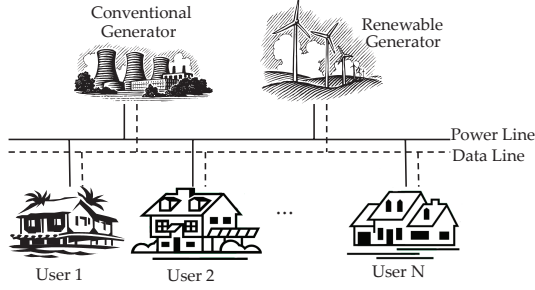 Conventional
Generator
Renewable
Generator
Power Line
Data Line
...
User 1
User 2
User N